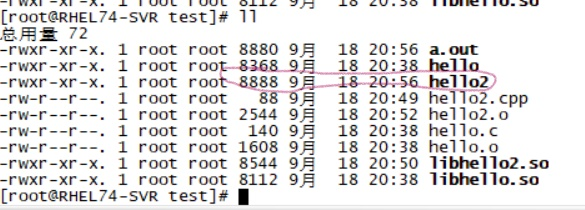 -rwxr-xr-x. 1 root root 8112 9月 18 20:38 libhello.so
[root@RHEL74-SVR test]# ll
总用量 72
-rwxr-xr-x. 1 root root 8880 9月 18 20:56 a.out
-rwxr-xr-x. 1 root root 8368 9月 18 20:38 hello
-rwxr-xr-x. 1 root root 8888 9月 18 20:56 hello2
-rw-r--r--. 1 root root 88 9月 18 20:49 hello2.cpp
-rw-r--r--. 1 root root 2544 9月 18 20:52 hello2.o
-rw-r--r--. 1 root root 140 9月 18 20:38 hello.c
-rw-r--r--. 1 root root 1608 9月 18 20:38 hello.o
-rwxr-xr-x. 1 root root 8544 9月 18 20:50 libhello2.so
-rwxr-xr-x. 1 root root 8112 9月 18 20:38 libhello.so
[root@RHEL74-SVR test]#